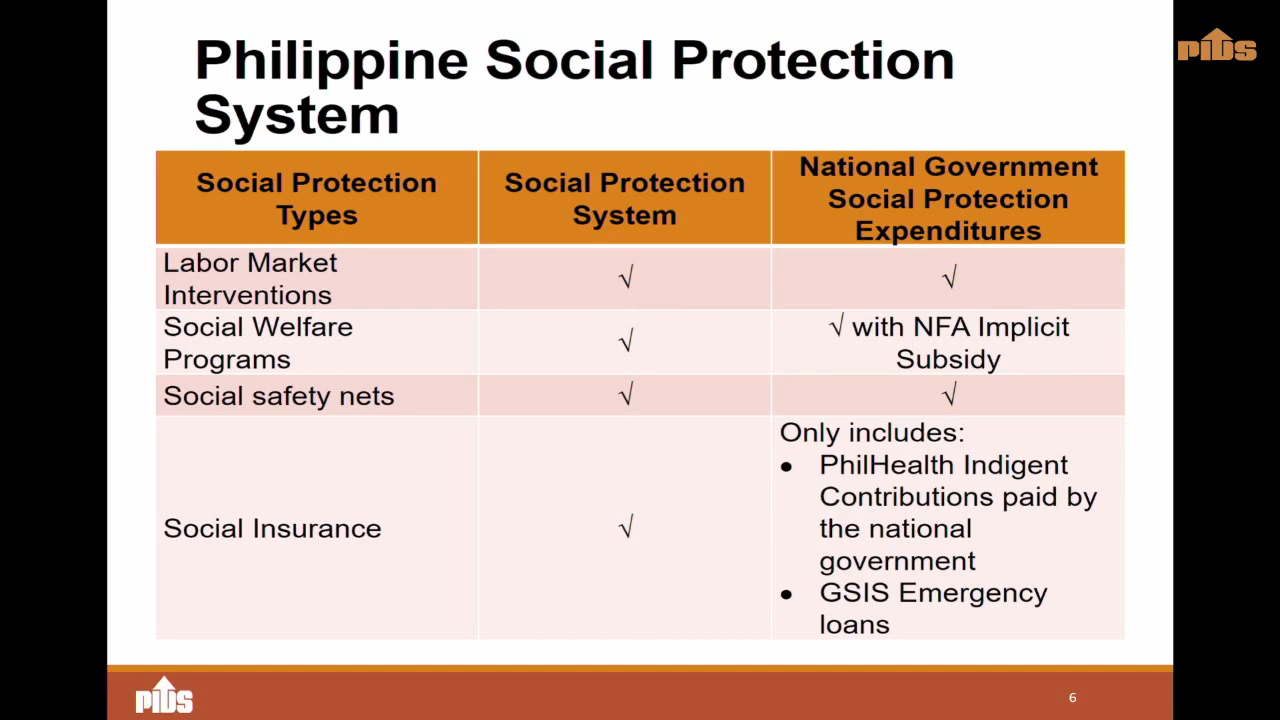 Philippine Social Protection
System
Social Protection
Types
Social Protection
System
National Government
Social Protection
Expenditures
Labor Market
Interventions
√
√
Social Welfare
Programs
√
√ with NFA Implicit
Subsidy
Social safety nets
√
√
Social Insurance
√
Only includes:
● PhilHealth Indigent
Contributions paid by
the national
government
● GSIS Emergency
loans
pids
6
pids